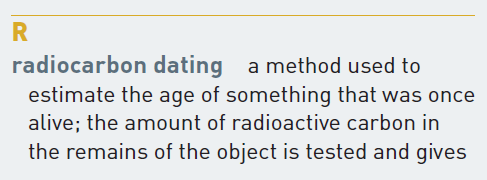 R
radiocarbon dating a method used to
estimate the age of something that was once
alive; the amount of radioactive carbon in
the remains of the object is tested and gives